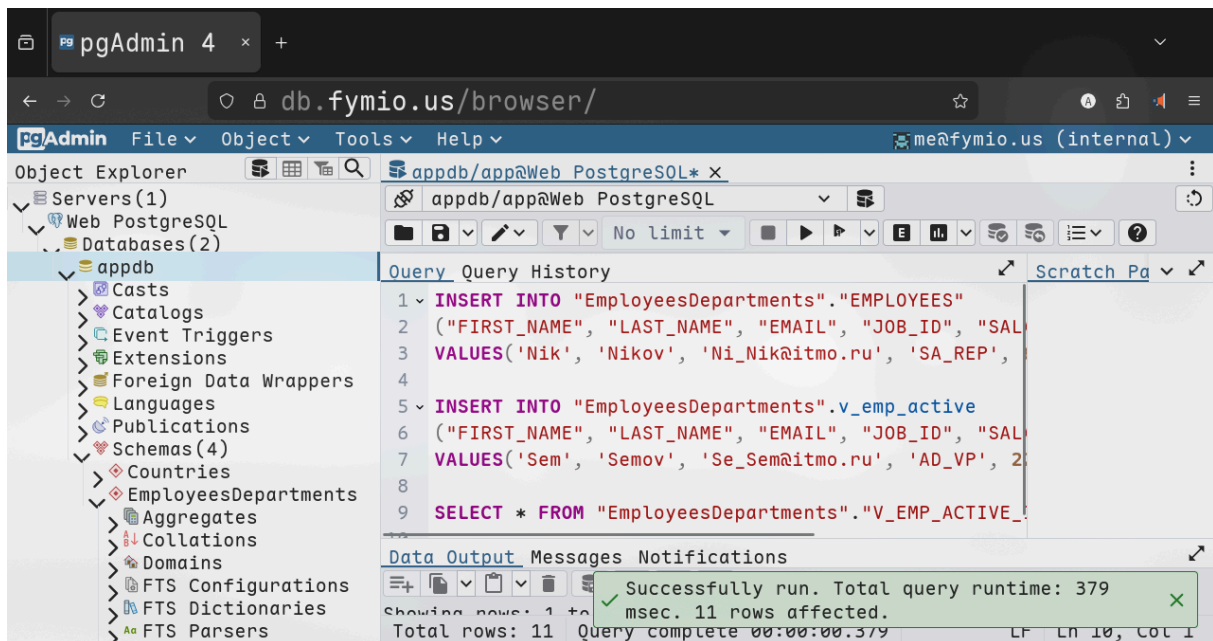 pgAdmin 4
db.fymio.us/browser/
pgAdmin File Object Tools Help me@fymio.us (internal)
Object Explorer
Servers(1)
Web PostgreSQL
Databases(2)
appdb
Casts
Catalogs
Event Triggers
Extensions
Foreign Data Wrappers
Languages
Publications
Schemas(4)
Countries
EmployeesDepartments
Aggregates
Collations
Domains
FTS Configurations
FTS Dictionaries
FTS Parsers
appdb/app@Web PostgreSQL*
appdb/app@Web PostgreSQL
No limit
Query Query History Scratch Pa
1 INSERT INTO "EmployeesDepartments"."EMPLOYEES"
2 ("FIRST_NAME", "LAST_NAME", "EMAIL", "JOB_ID", "SAL
3 VALUES('Nik', 'Nikov', 'Ni_Nik@itmo.ru', 'SA_REP',
4
5 INSERT INTO "EmployeesDepartments".v_emp_active
6 ("FIRST_NAME", "LAST_NAME", "EMAIL", "JOB_ID", "SAL
7 VALUES('Sem', 'Semov', 'Se_Sem@itmo.ru', 'AD_VP', 2
8
9 SELECT * FROM "EmployeesDepartments"."V_EMP_ACTIVE_
Data Output Messages Notifications
Showing rows: 1 to
Successfully run. Total query runtime: 379
msec. 11 rows affected.
Total rows: 11 Query complete 00:00:00.379 LF Ln 10, Col 1